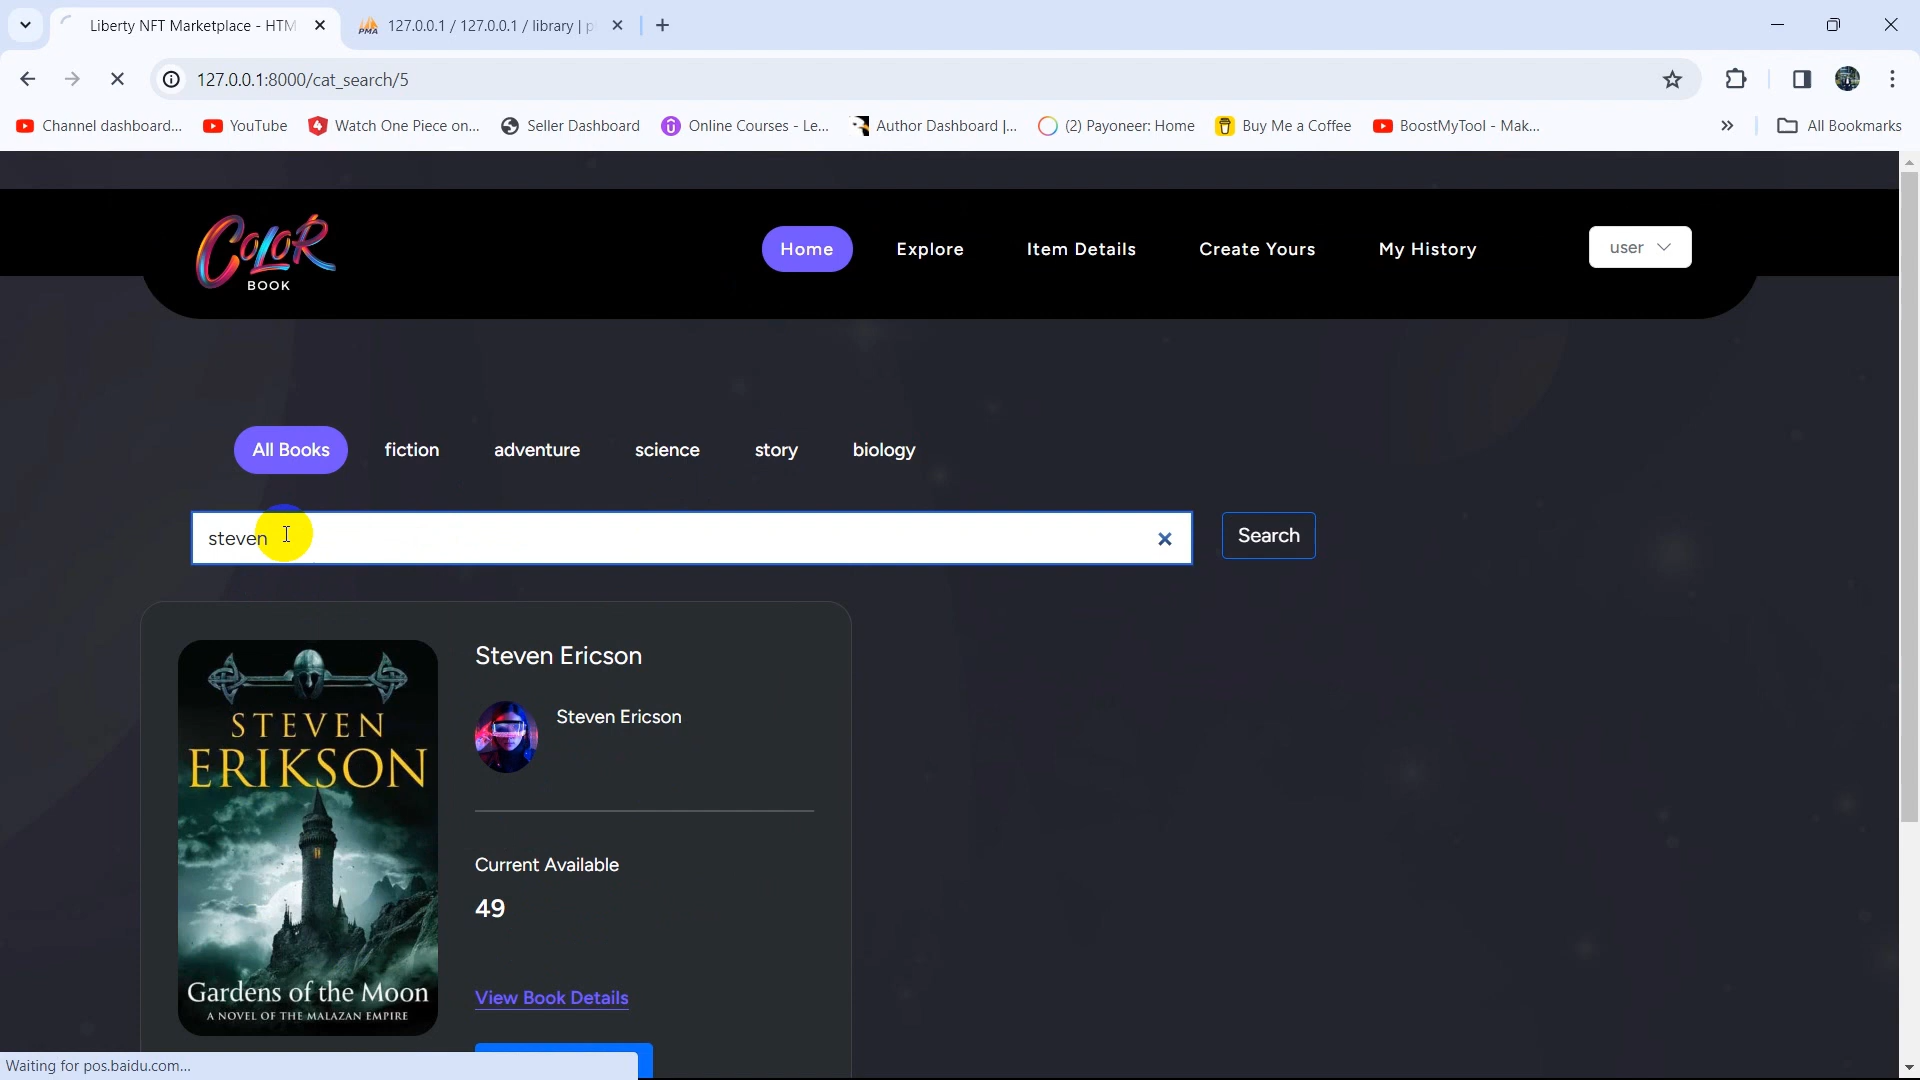 Liberty NFT Marketplace - HTM
127.0.0.1 / 127.0.0.1 / library | p
127.0.0.1:8000/cat_search/5
Channel dashboard...
YouTube
Watch One Piece on...
Seller Dashboard
Online Courses - Le...
Author Dashboard |...
(2) Payoneer: Home
Buy Me a Coffee
BoostMyTool - Mak...
All Bookmarks
COLOR
BOOK
Home
Explore
Item Details
Create Yours
My History
user
All Books
fiction
adventure
science
story
biology
steven
Search
STEVEN
ERIKSON
Gardens of the Moon
A NOVEL OF THE MALAZAN EMPIRE
Steven Ericson
Steven Ericson
Current Available
49
View Book Details
Waiting for pos.baidu.com...